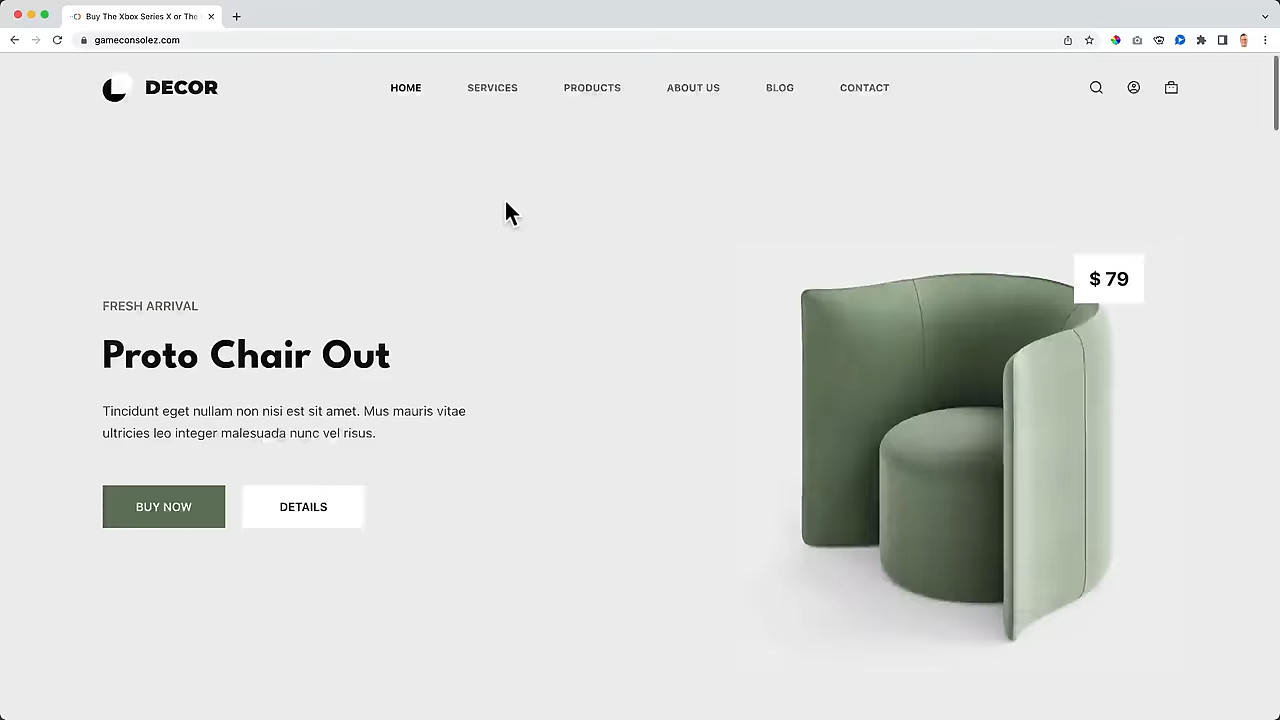 Buy The Xbox Series X or The
gameconsolez.com
DECOR
HOME
SERVICES
PRODUCTS
ABOUT US
BLOG
CONTACT
$ 79
FRESH ARRIVAL
Proto Chair Out
Tincidunt eget nullam non nisi est sit amet. Mus mauris vitae
ultricies leo integer malesuada nunc vel risus.
BUY NOW
DETAILS